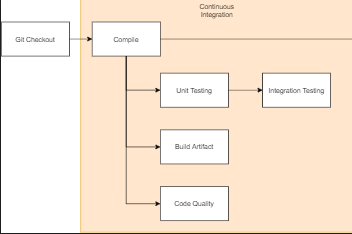 Continuous
Integration
Git Checkout
Compile
Unit Testing
Integration Testing
Build Artifact
Code Quality